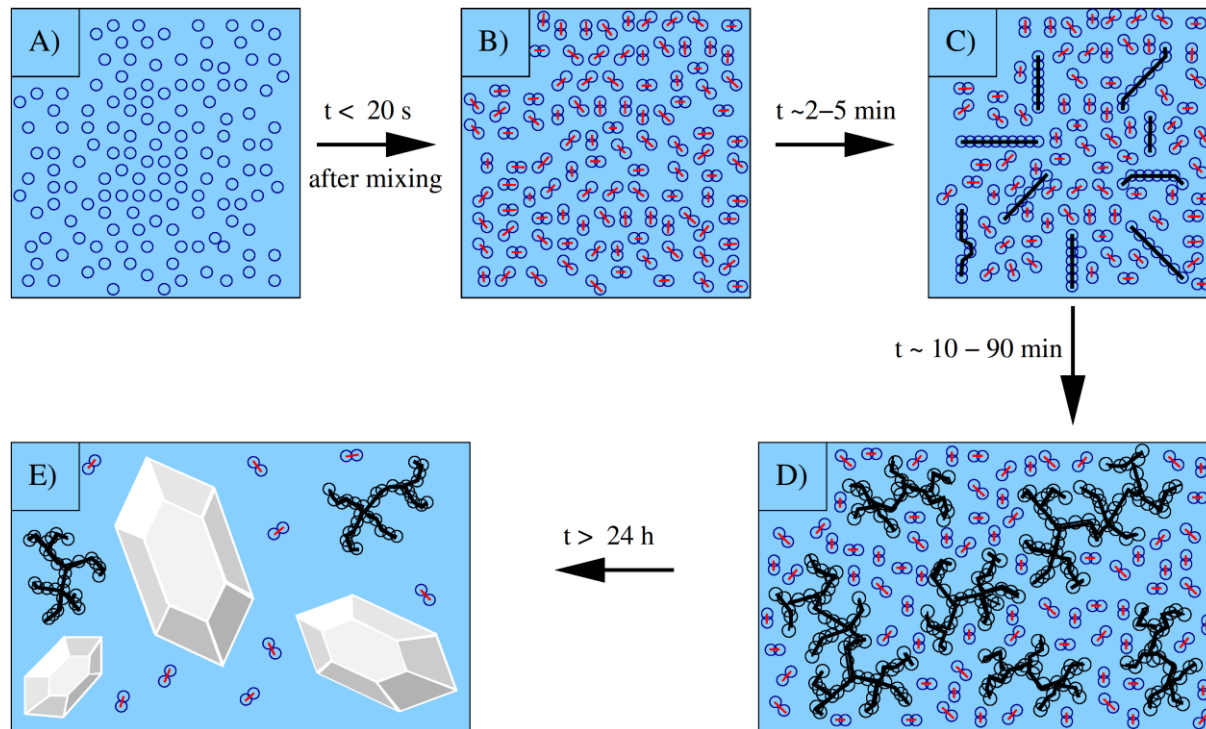 A)
t < 20 s
after mixing
B)
t ~2–5 min
C)
t ~ 10 – 90 min
D)
t > 24 h
E)